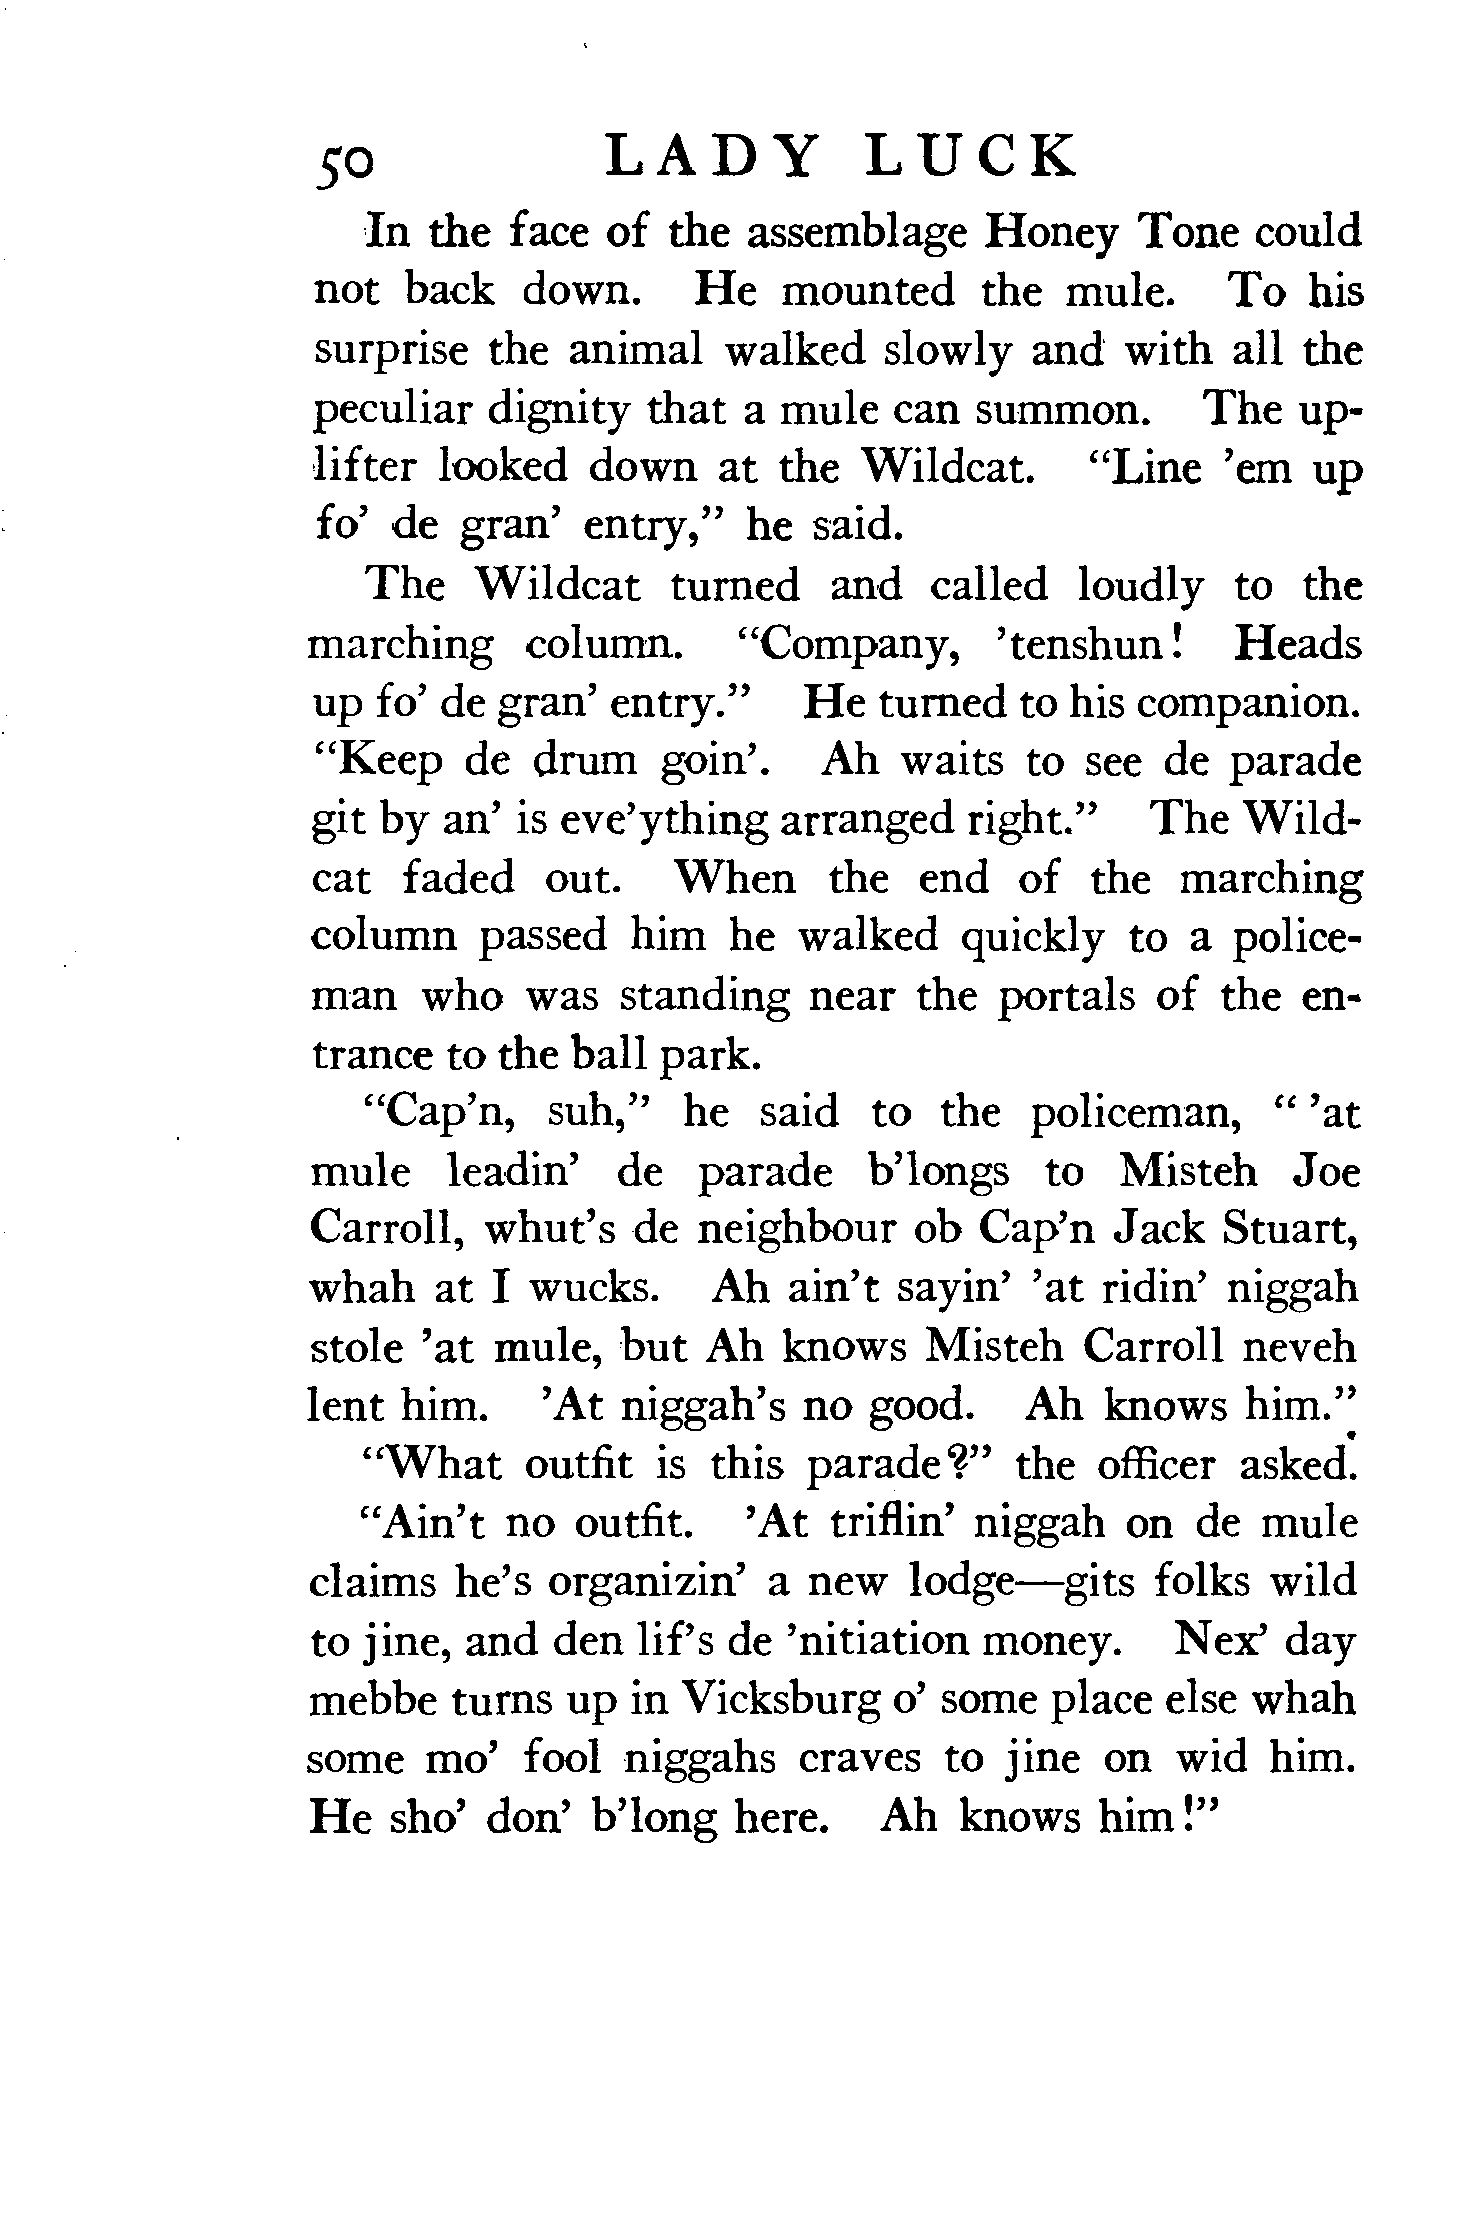 50 LADY LUCK
In the face of the assemblage Honey Tone could
not back down. He mounted the mule. To his
surprise the animal walked slowly and with all the
peculiar dignity that a mule can summon. The up-
lifter looked down at the Wildcat. “Line ’em up
fo’ de gran’ entry,” he said.
The Wildcat turned and called loudly to the
marching column. “Company, ’tenshun! Heads
up fo’ de gran’ entry.” He turned to his companion.
“Keep de drum goin’. Ah waits to see de parade
git by an’ is eve’ything arranged right.” The Wild-
cat faded out. When the end of the marching
column passed him he walked quickly to a police-
man who was standing near the portals of the en-
trance to the ball park.
“Cap’n, suh,” he said to the policeman, “ ’at
mule leadin’ de parade b’longs to Misteh Joe
Carroll, whut’s de neighbour ob Cap’n Jack Stuart,
whah at I wucks. Ah ain’t sayin’ ’at ridin’ niggah
stole ’at mule, but Ah knows Misteh Carroll neveh
lent him. ’At niggah’s no good. Ah knows him.”
“What outfit is this parade?” the officer asked.
“Ain’t no outfit. ’At triflin’ niggah on de mule
claims he’s organizin’ a new lodge—gits folks wild
to jine, and den lif’s de ’nitiation money. Nex’ day
mebbe turns up in Vicksburg o’ some place else whah
some mo’ fool niggahs craves to jine on wid him.
He sho’ don’ b’long here. Ah knows him!”